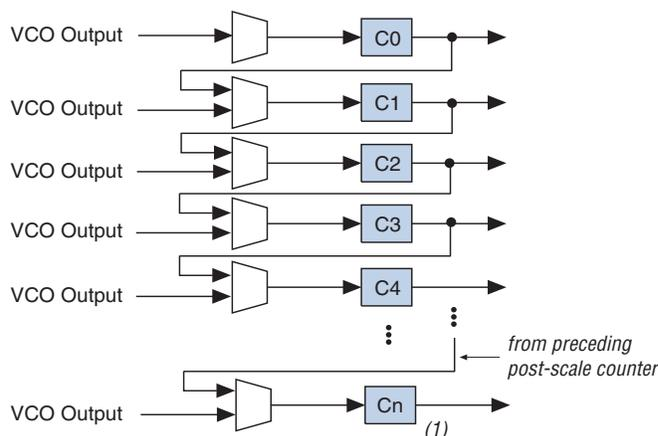 VCO Output
C0
VCO Output
C1
VCO Output
C2
VCO Output
C3
VCO Output
C4
from preceding
post-scale counter
VCO Output
Cn
(1)